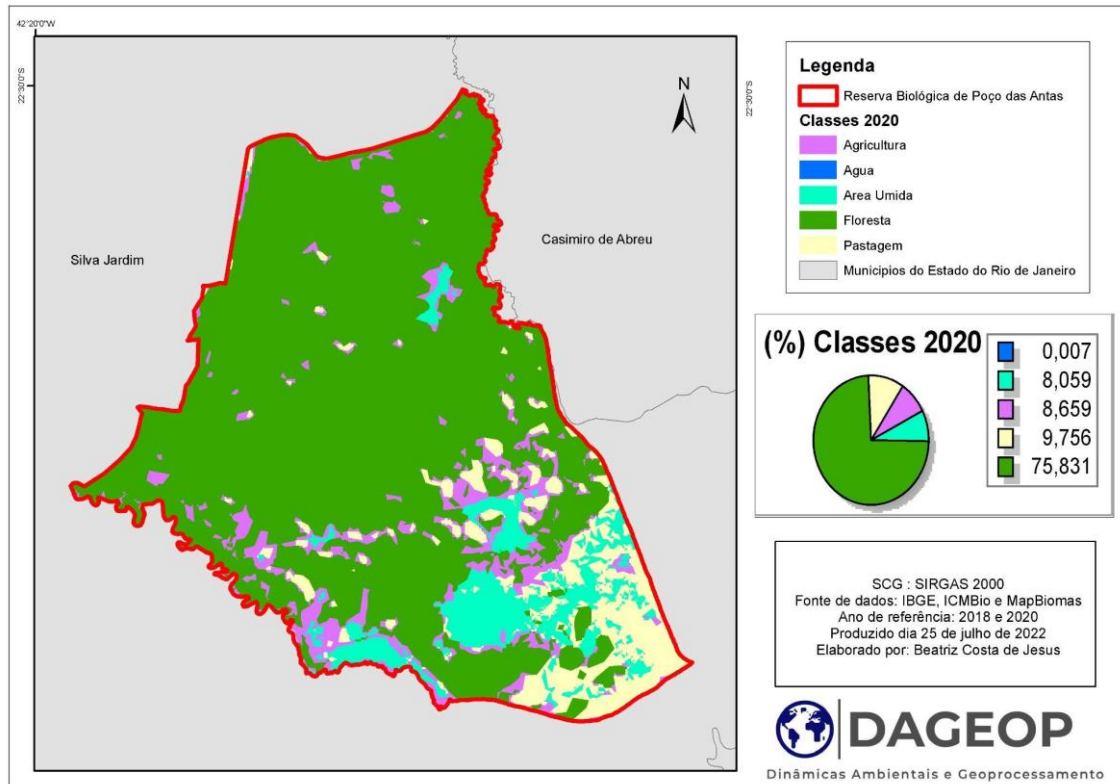 42°20'0"W
22°30'0"S
N
Silva Jardim
Casimiro de Abreu
22°30'0"S
Legenda
Reserva Biológica de Poço das Antas
Classes 2020
Agricultura
Agua
Area Umida
Floresta
Pastagem
Municipios do Estado do Rio de Janeiro
(%) Classes 2020
0,007
8,059
8,659
9,756
75,831
SCG : SIRGAS 2000
Fonte de dados: IBGE, ICMBio e MapBiomas
Ano de referência: 2018 e 2020
Produzido dia 25 de julho de 2022
Elaborado por: Beatriz Costa de Jesus
DAGEOP
Dinâmicas Ambientais e Geoprocessamento